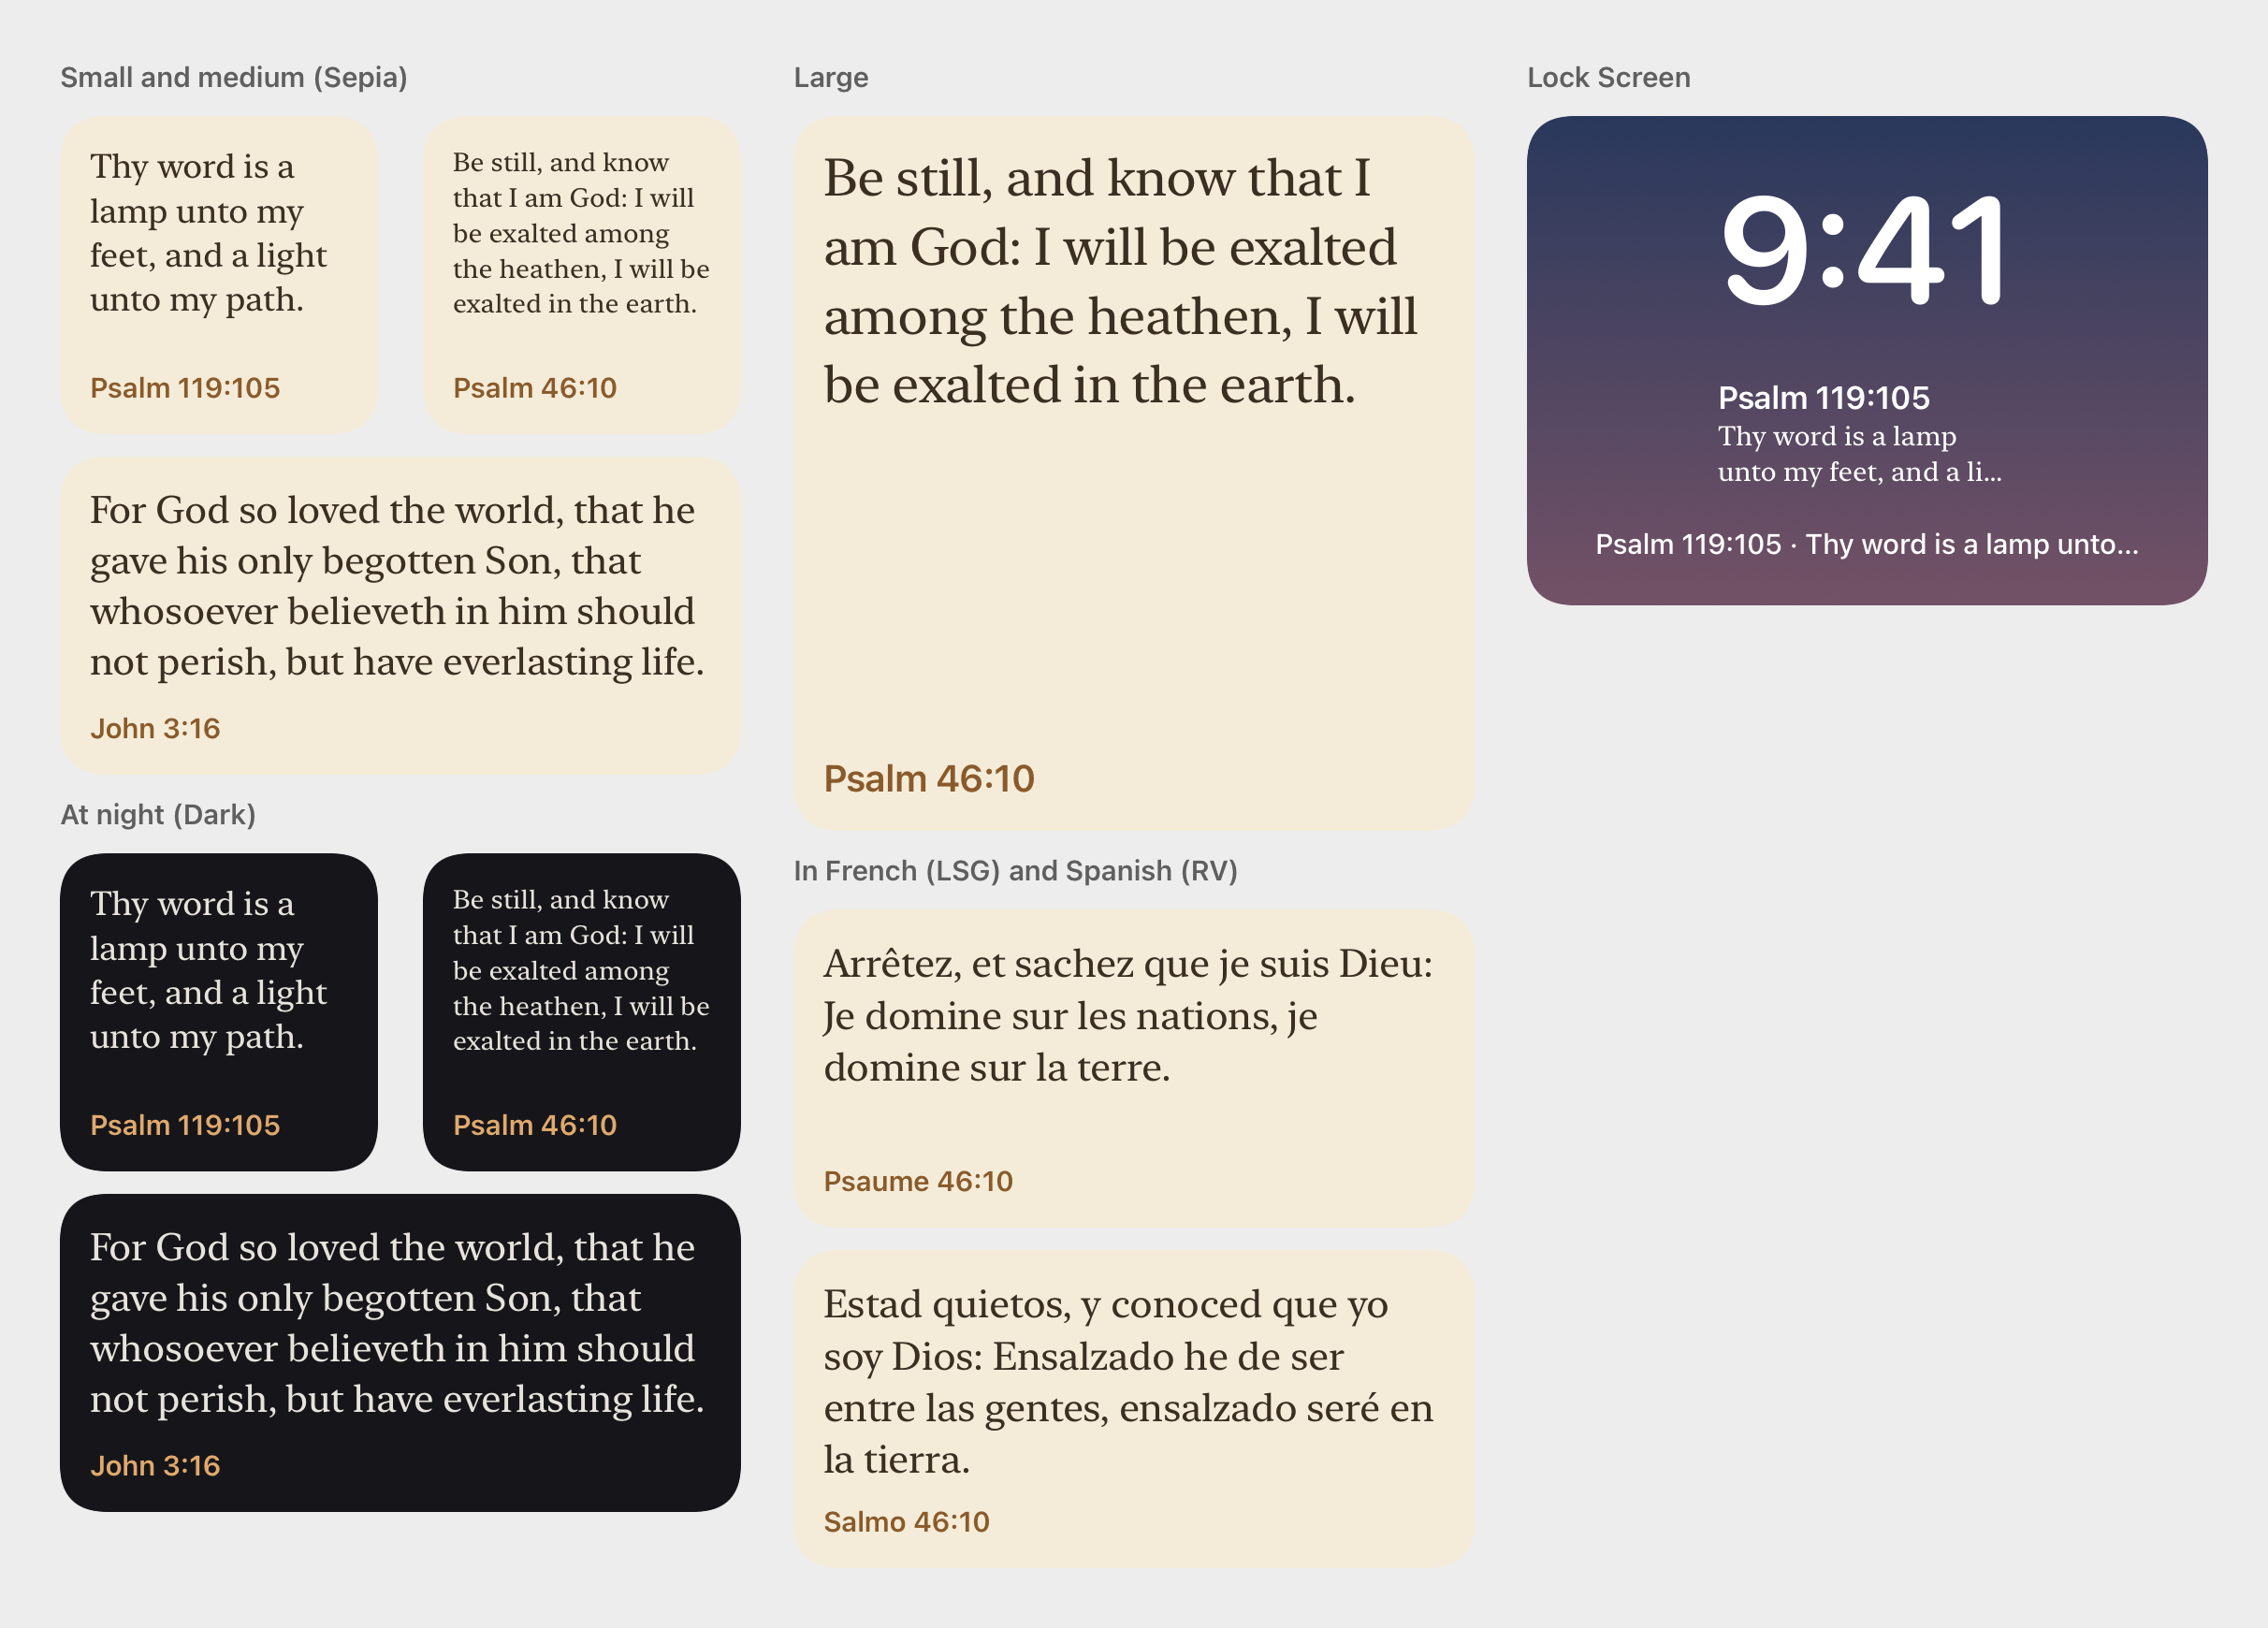 Small and medium (Sepia)
Thy word is a
lamp unto my
feet, and a light
unto my path.
Psalm 119:105
Be still, and know
that I am God: I will
be exalted among
the heathen, I will be
exalted in the earth.
Psalm 46:10
For God so loved the world, that he
gave his only begotten Son, that
whosoever believeth in him should
not perish, but have everlasting life.
John 3:16
At night (Dark)
Thy word is a
lamp unto my
feet, and a light
unto my path.
Psalm 119:105
Be still, and know
that I am God: I will
be exalted among
the heathen, I will be
exalted in the earth.
Psalm 46:10
For God so loved the world, that he
gave his only begotten Son, that
whosoever believeth in him should
not perish, but have everlasting life.
John 3:16
Large
Be still, and know that I
am God: I will be exalted
among the heathen, I will
be exalted in the earth.
Psalm 46:10
In French (LSG) and Spanish (RV)
Arrêtez, et sachez que je suis Dieu:
Je domine sur les nations, je
domine sur la terre.
Psaume 46:10
Estad quietos, y conoced que yo
soy Dios: Ensalzado he de ser
entre las gentes, ensalzado seré en
la tierra.
Salmo 46:10
Lock Screen
9:41
Psalm 119:105
Thy word is a lamp
unto my feet, and a li...
Psalm 119:105 · Thy word is a lamp unto...